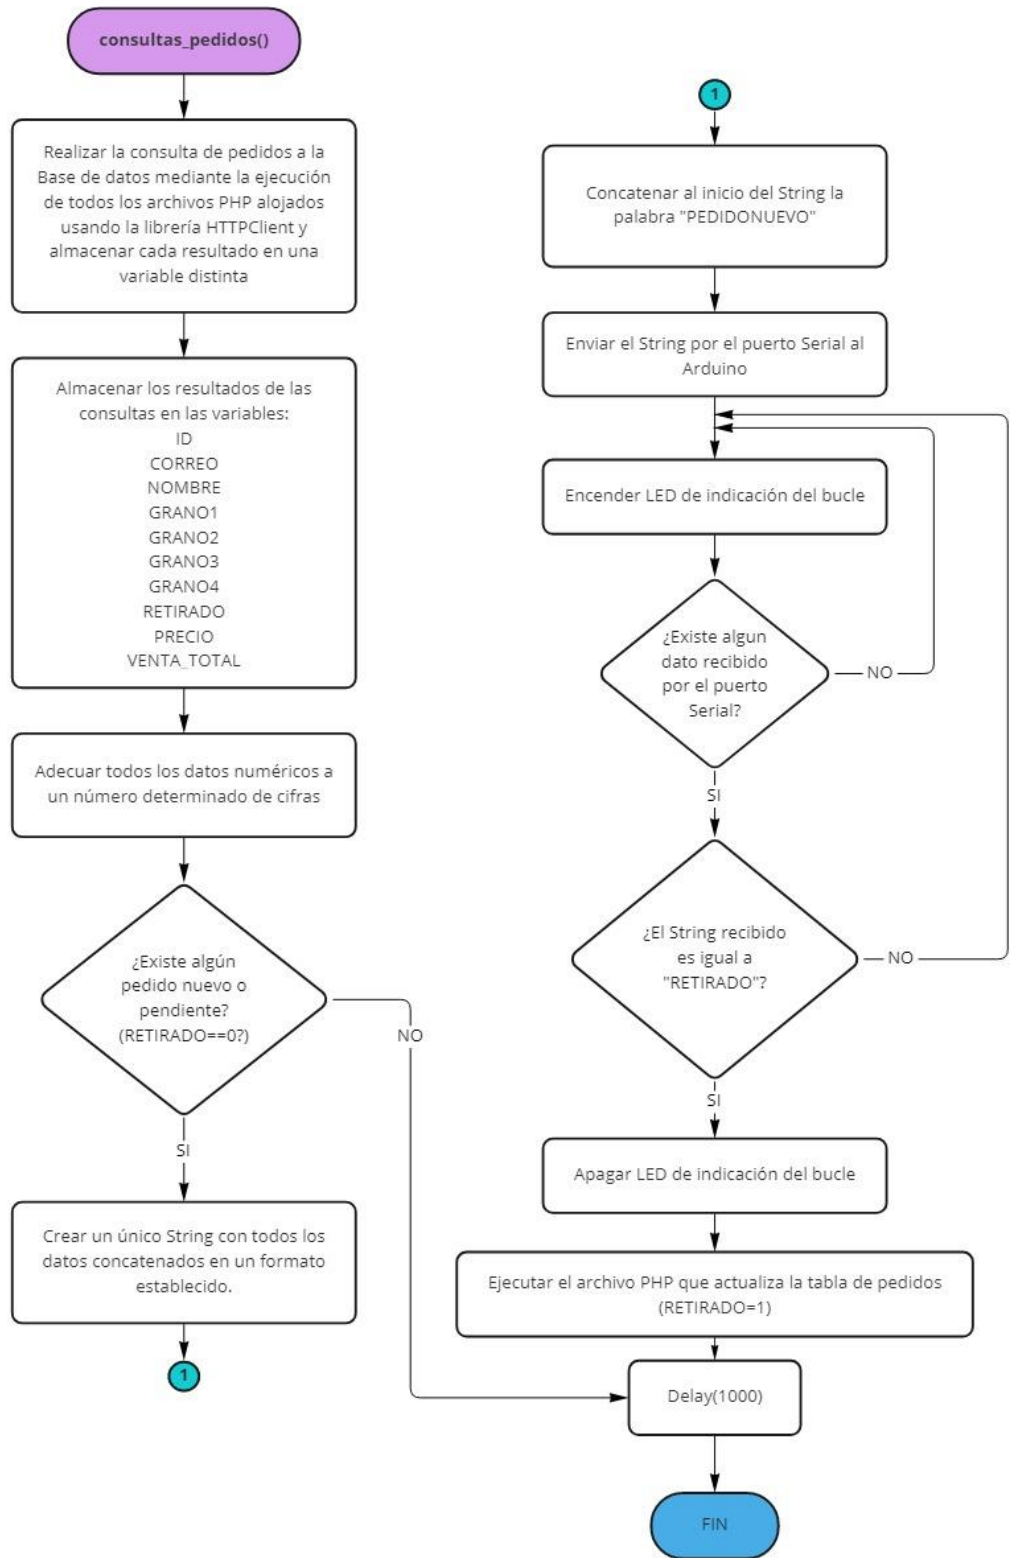 consultas_pedidos()
Realizar la consulta de pedidos a la
Base de datos mediante la ejecución
de todos los archivos PHP alojados
usando la librería HTTPClient y
almacenar cada resultado en una
variable distinta
Almacenar los resultados de las
consultas en las variables:
ID
CORREO
NOMBRE
GRANO1
GRANO2
GRANO3
GRANO4
RETIRADO
PRECIO
VENTA_TOTAL
Adecuar todos los datos numéricos a
un número determinado de cifras
¿Existe algún
pedido nuevo o
pendiente?
(RETIRADO==0?)
NO
SI
Crear un único String con todos los
datos concatenados en un formato
establecido.
1
1
Concatenar al inicio del String la
palabra "PEDIDONUEVO"
Enviar el String por el puerto Serial al
Arduino
Encender LED de indicación del bucle
¿Existe algun
dato recibido
por el puerto
Serial?
NO
SI
¿El String recibido
es igual a
"RETIRADO"?
NO
SI
Apagar LED de indicación del bucle
Ejecutar el archivo PHP que actualiza la tabla de pedidos
(RETIRADO=1)
Delay(1000)
FIN